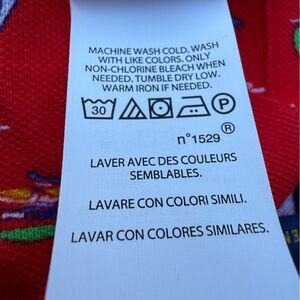 MACHINE WASH COLD. WASH
WITH LIKE COLORS. ONLY
NON-CHLORINE BLEACH WHEN
NEEDED. TUMBLE DRY LOW.
WARM IRON IF NEEDED.
30 P
n°1529®
LAVER AVEC DES COULEURS
SEMBLABLES.
LAVARE CON COLORI SIMILI.
LAVAR CON COLORES SIMILARES.